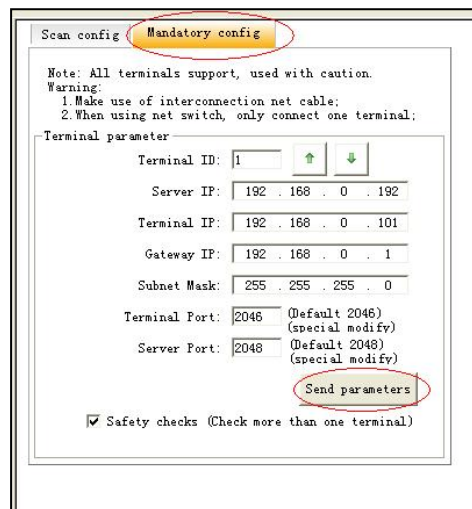 Scan config
Mandatory config
Note: All terminals support, used with caution.
Warning:
1.Make use of interconnection net cable;
2.When using net switch, only connect one terminal;
Terminal parameter
Terminal ID: 1
Server IP: 192 . 168 . 0 . 192
Terminal IP: 192 . 168 . 0 . 101
Gateway IP: 192 . 168 . 0 . 1
Subnet Mask: 255 . 255 . 255 . 0
Terminal Port: 2046 (Default 2046)
(special modify)
Server Port: 2048 (Default 2048)
(special modify)
Send parameters
Safety checks (Check more than one terminal)